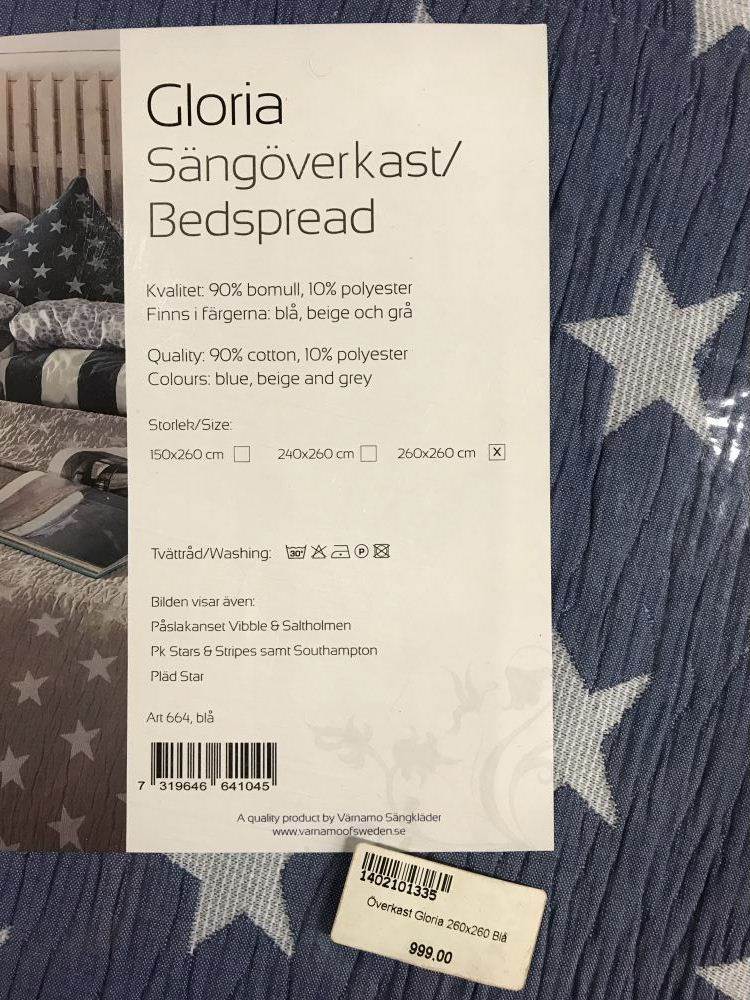 Gloria
Sängöverkast/
Bedspread
Kvalitet: 90% bomull, 10% polyester
Finns i färgerna: blå, beige och grå
Quality: 90% cotton, 10% polyester
Colours: blue, beige and grey
Storlek/Size:
150x260 cm 240x260 cm 260x260 cm X
Tvättråd/Washing: 30° P
Bilden visar även:
Påslakanset Vibble & Saltholmen
Pk Stars & Stripes samt Southampton
Pläd Star
Art 664, blå
7 319646 641045
A quality product by Värnamo Sängkläder
www.varnamoofsweden.se
1402101335
Överkast Gloria 260x260 Blå
999.00